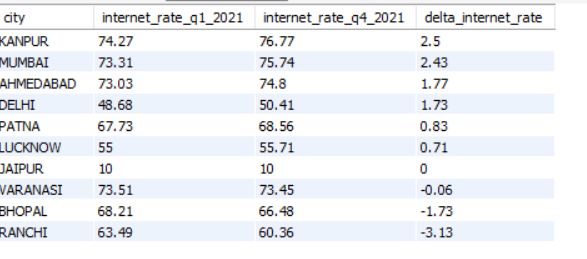 city internet_rate_q1_2021 internet_rate_q4_2021 delta_internet_rate
KANPUR 74.27 76.77 2.5
MUMBAI 73.31 75.74 2.43
AHMEDABAD 73.03 74.8 1.77
DELHI 48.68 50.41 1.73
PATNA 67.73 68.56 0.83
LUCKNOW 55 55.71 0.71
JAIPUR 10 10 0
VARANASI 73.51 73.45 -0.06
BHOPAL 68.21 66.48 -1.73
RANCHI 63.49 60.36 -3.13